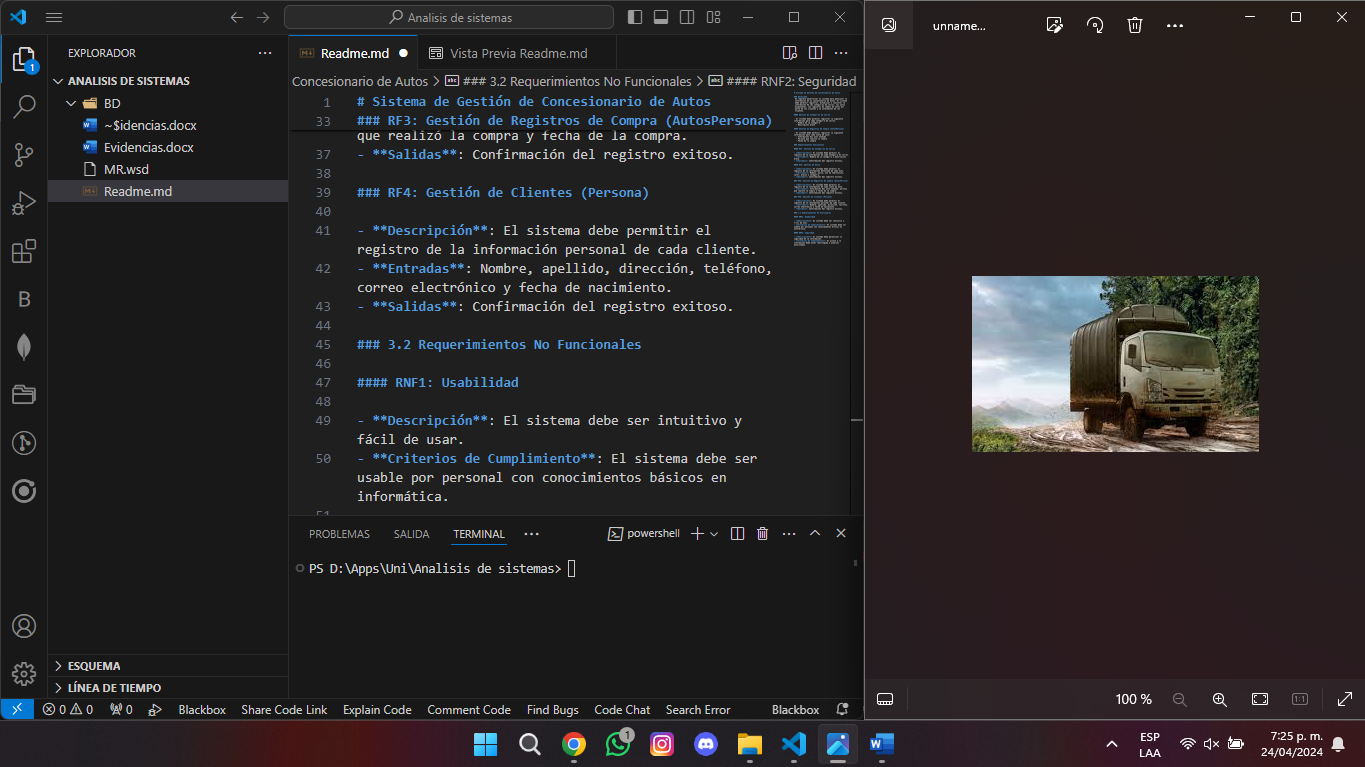 Analisis de sistemas
EXPLORADOR
1
ANALISIS DE SISTEMAS
BD
~$idencias.docx
Evidencias.docx
MR.wsd
Readme.md
ESQUEMA
LÍNEA DE TIEMPO
Readme.md
Vista Previa Readme.md
Concesionario de Autos > ### 3.2 Requerimientos No Funcionales > #### RNF2: Seguridad
1 # Sistema de Gestión de Concesionario de Autos
33 ### RF3: Gestión de Registros de Compra (AutosPersona)
que realizó la compra y fecha de la compra.
37 - **Salidas**: Confirmación del registro exitoso.
38
39 ### RF4: Gestión de Clientes (Persona)
40
41 - **Descripción**: El sistema debe permitir el
registro de la información personal de cada cliente.
42 - **Entradas**: Nombre, apellido, dirección, teléfono,
correo electrónico y fecha de nacimiento.
43 - **Salidas**: Confirmación del registro exitoso.
44
45 ### 3.2 Requerimientos No Funcionales
46
47 #### RNF1: Usabilidad
48
49 - **Descripción**: El sistema debe ser intuitivo y
fácil de usar.
50 - **Criterios de Cumplimiento**: El sistema debe ser
usable por personal con conocimientos básicos en
informática.
51
PROBLEMAS SALIDA TERMINAL ··· powershell
PS D:\Apps\Uni\Analisis de sistemas>
0 0 0 Blackbox Share Code Link Explain Code Comment Code Find Bugs Code Chat Search Error Blackbox
unname...
100 %
1:1
1
ESP
LAA
7:25 p. m.
24/04/2024